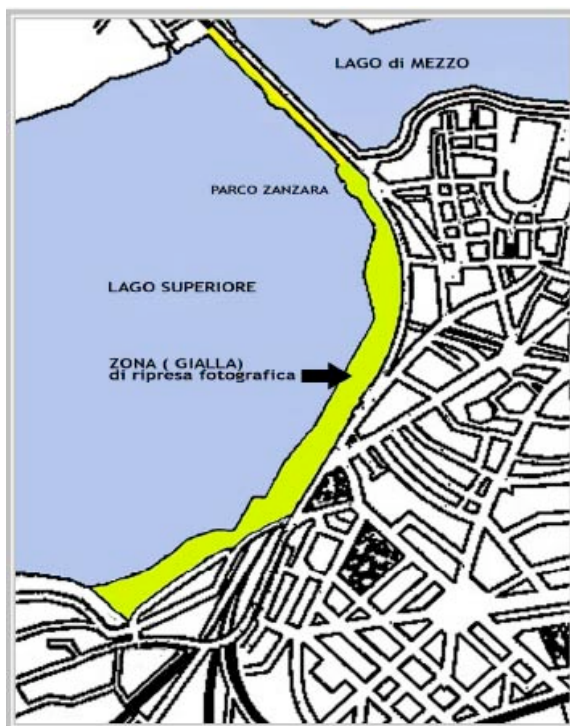 LAGO di MEZZO
PARCO ZANZARA
LAGO SUPERIORE
ZONA ( GIALLA)
di ripresa fotografica